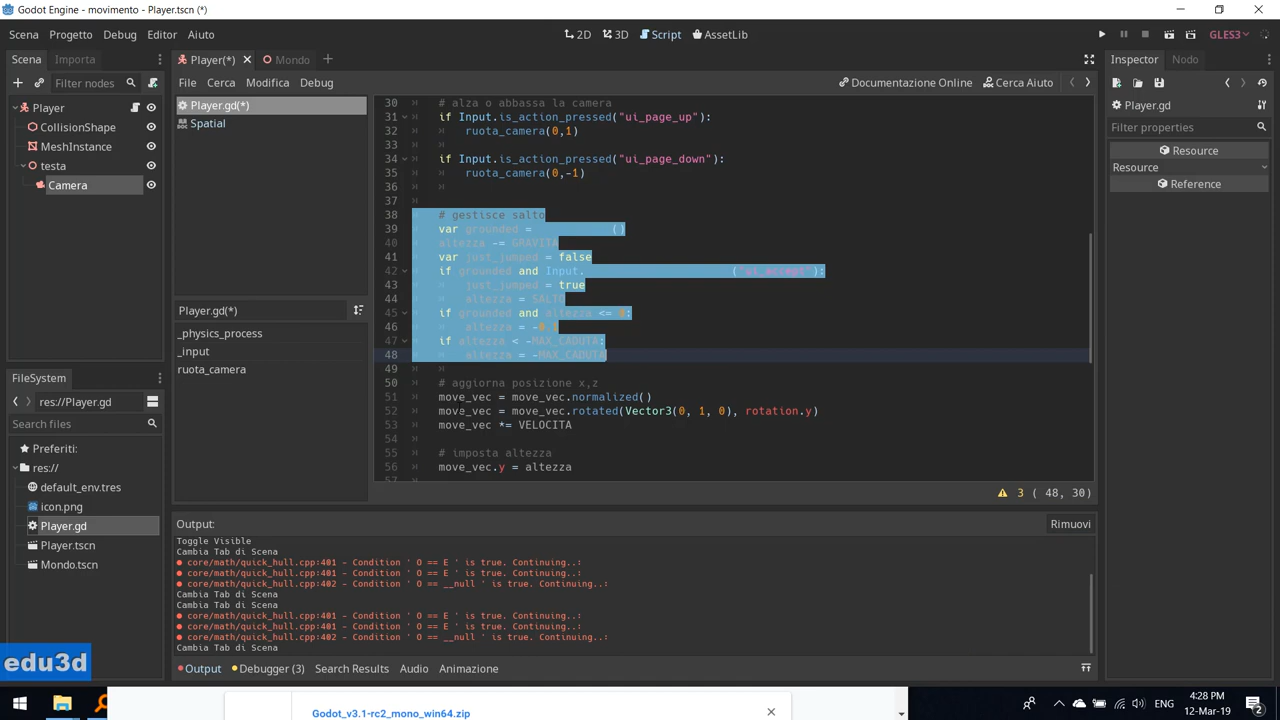 Godot Engine - movimento - Player.tscn (*)
Scena Progetto Debug Editor Aiuto
2D 3D Script AssetLib
GLES3
Scena Importa
Filter nodes
Player
CollisionShape
MeshInstance
testa
Camera
FileSystem
res://Player.gd
Search files
Preferiti:
res://
default_env.tres
icon.png
Player.gd
Player.tscn
Mondo.tscn
Player(*) Mondo
File Cerca Modifica Debug
Documentazione Online Cerca Aiuto
Player.gd(*)
Spatial
Player.gd(*)
_physics_process
_input
ruota_camera
30 # alza o abbassa la camera
31 if Input.is_action_pressed("ui_page_up"):
32 ruota_camera(0,1)
33
34 if Input.is_action_pressed("ui_page_down"):
35 ruota_camera(0,-1)
36
37
38 # gestisce salto
39 var grounded = ()
40 altezza -= GRAVITA
41 var just_jumped = false
42 if grounded and Input. ("ui_accept"):
43 just_jumped = true
44 altezza = SALTO
45 if grounded and altezza <= 0:
46 altezza = -0.1
47 if altezza < -MAX_CADUTA:
48 altezza = -MAX_CADUTA
49
50 # aggiorna posizione x,z
51 move_vec = move_vec.normalized()
52 move_vec = move_vec.rotated(Vector3(0, 1, 0), rotation.y)
53 move_vec *= VELOCITA
54
55 # imposta altezza
56 move_vec.y = altezza
57
3 ( 48, 30)
Output: Rimuovi
Toggle Visible
Cambia Tab di Scena
core/math/quick_hull.cpp:401 - Condition ' O == E ' is true. Continuing..:
core/math/quick_hull.cpp:401 - Condition ' O == E ' is true. Continuing..:
core/math/quick_hull.cpp:402 - Condition ' O == __null ' is true. Continuing..:
Cambia Tab di Scena
Cambia Tab di Scena
core/math/quick_hull.cpp:401 - Condition ' O == E ' is true. Continuing..:
core/math/quick_hull.cpp:401 - Condition ' O == E ' is true. Continuing..:
core/math/quick_hull.cpp:402 - Condition ' O == __null ' is true. Continuing..:
Cambia Tab di Scena
Output Debugger (3) Search Results Audio Animazione
Inspector Nodo
Player.gd
Filter properties
Resource
Resource
Reference
edu3d
Godot_v3.1-rc2_mono_win64.zip
ENG
4:28 PM
12-Mar-19
2